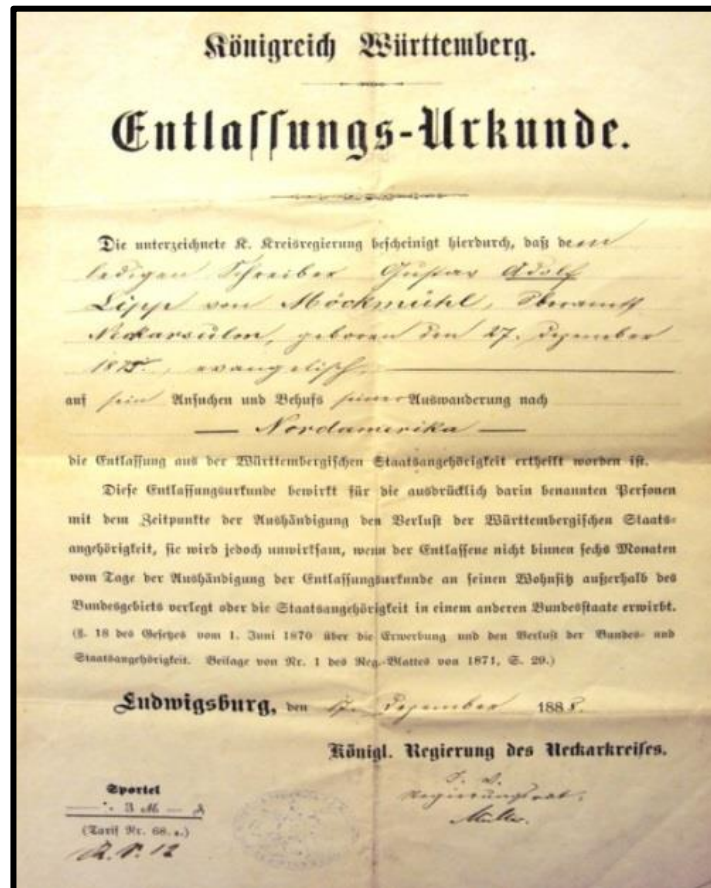 Königreich Württemberg.
Entlassungs-Urkunde.
Die unterzeichnete K. Kreisregierung bescheinigt hierdurch, daß dem
ledigen Schreiber Gustav Adolf
Lipp von Möckmühl, Oberamts
Neckarsulm, geboren den 27. Dezember
evangelisch,
auf sein Ansuchen und Behufs seiner Auswanderung nach
— Nordamerika —
die Entlassung aus der Württembergischen Staatsangehörigkeit ertheilt worden ist.
Diese Entlassungsurkunde bewirkt für die ausdrücklich darin benannten Personen
mit dem Zeitpunkte der Aushändigung den Verlust der Württembergischen Staats-
angehörigkeit, sie wird jedoch unwirksam, wenn der Entlassene nicht binnen sechs Monaten
vom Tage der Aushändigung der Entlassungsurkunde an seinen Wohnsitz außerhalb des
Bundesgebiets verlegt oder die Staatsangehörigkeit in einem anderen Bundesstaate erwirbt.
(§. 18 des Gesetzes vom 1. Juni 1870 über die Erwerbung und den Verlust der Bundes- und
Staatsangehörigkeit. Beilage von Nr. 1 des Reg.-Blattes von 1871, S. 29.)
Ludwigsburg, den 17. Dezember 1888.
Königl. Regierung des Neckarkreises.
Regierungsrat:
Müller.
Sportel
3 M
(Tarif Nr. 68.a.)